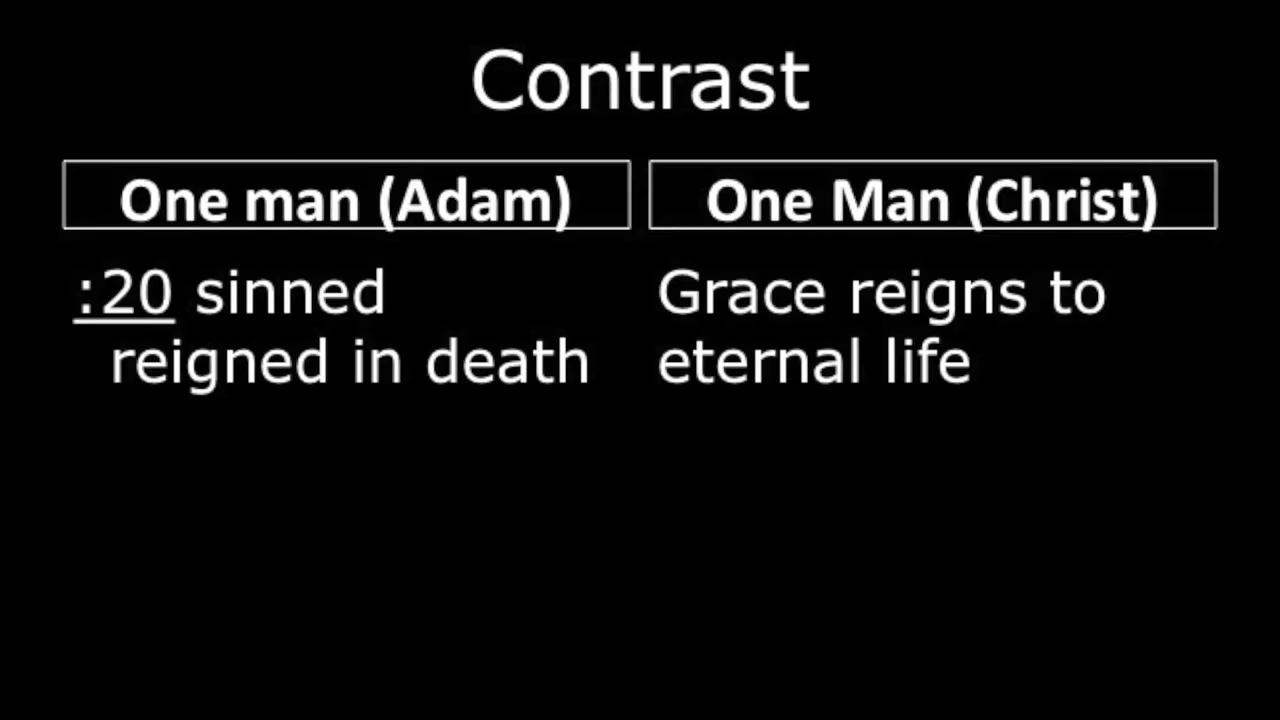 Contrast
One man (Adam)
One Man (Christ)
:20 sinned
reigned in death
Grace reigns to
eternal life